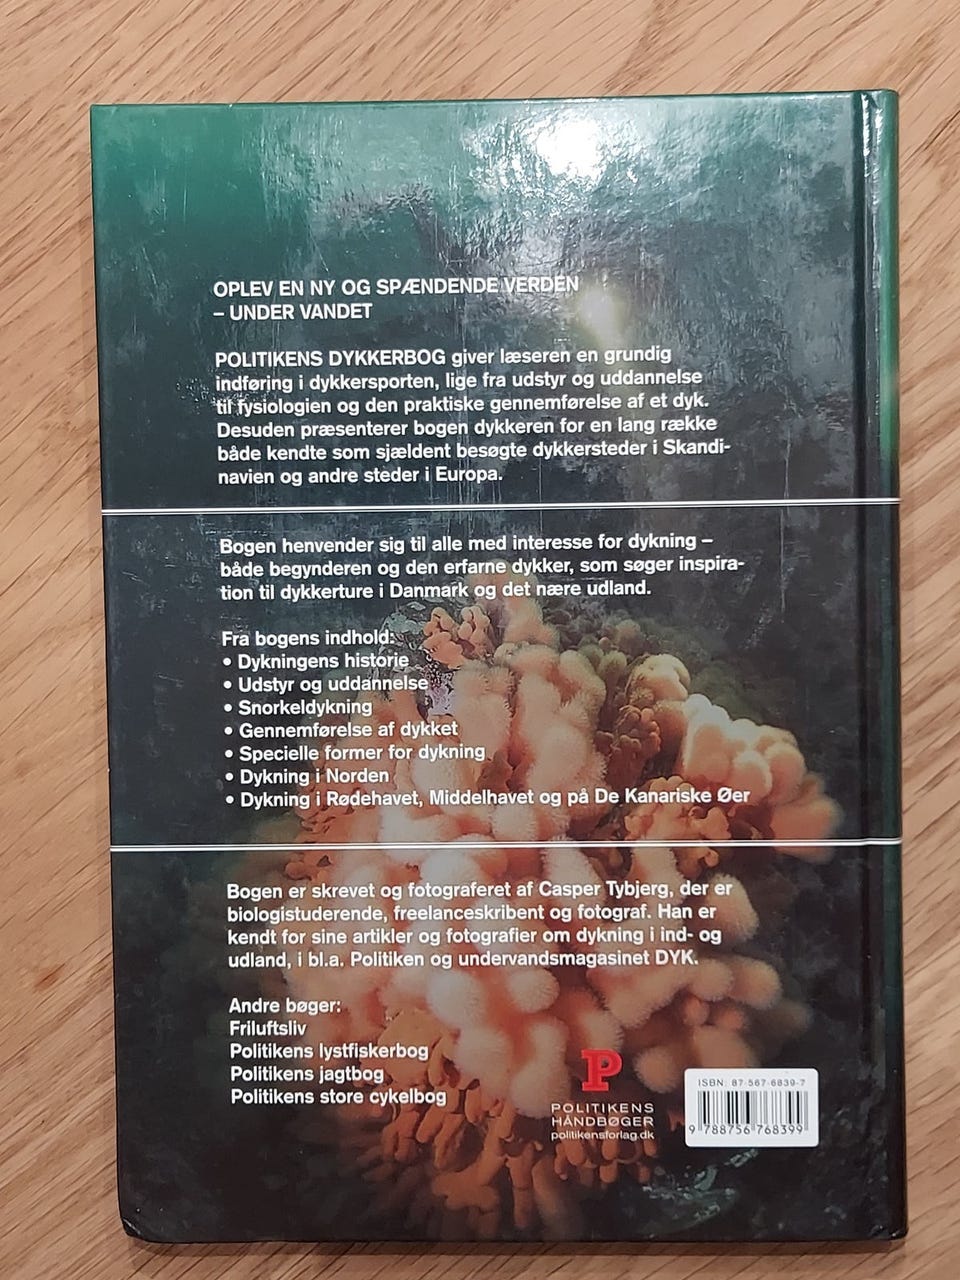 OPLEV EN NY OG SPÆNDENDE VERDEN
– UNDER VANDET
POLITIKENS DYKKERBOG giver læseren en grundig
indføring i dykkersporten, lige fra udstyr og uddannelse
til fysiologien og den praktiske gennemførelse af et dyk.
Desuden præsenterer bogen dykkeren for en lang række
både kendte som sjældent besøgte dykkersteder i Skandi-
navien og andre steder i Europa.
Bogen henvender sig til alle med interesse for dykning –
både begynderen og den erfarne dykker, som søger inspira-
tion til dykkerture i Danmark og det nære udland.
Fra bogens indhold:
• Dykningens historie
• Udstyr og uddannelse
• Snorkeldykning
• Gennemførelse af dykket
• Specielle former for dykning
• Dykning i Norden
• Dykning i Rødehavet, Middelhavet og på De Kanariske Øer
Bogen er skrevet og fotograferet af Casper Tybjerg, der er
biologistuderende, freelanceskribent og fotograf. Han er
kendt for sine artikler og fotografier om dykning i ind- og
udland, i bl.a. Politiken og undervandsmagasinet DYK.
Andre bøger:
Friluftsliv
Politikens lystfiskerbog
Politikens jagtbog
Politikens store cykelbog
P
POLITIKENS
HÅNDBØGER
politikensforlag.dk
ISBN: 87-567-6839-7
9 788756 768399